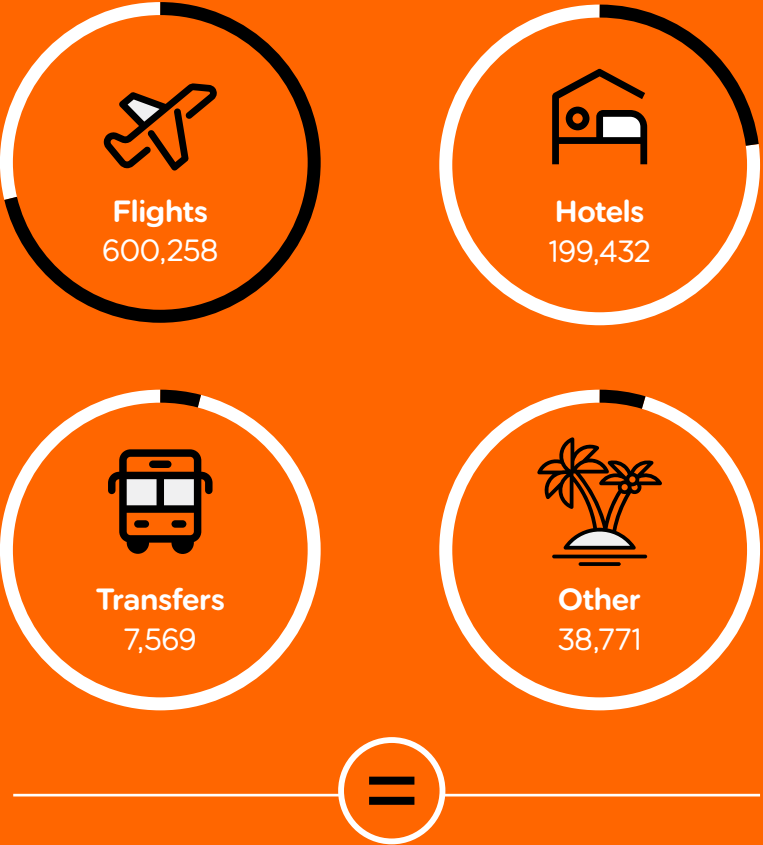 Flights
600,258
Hotels
199,432
Transfers
7,569
Other
38,771
=